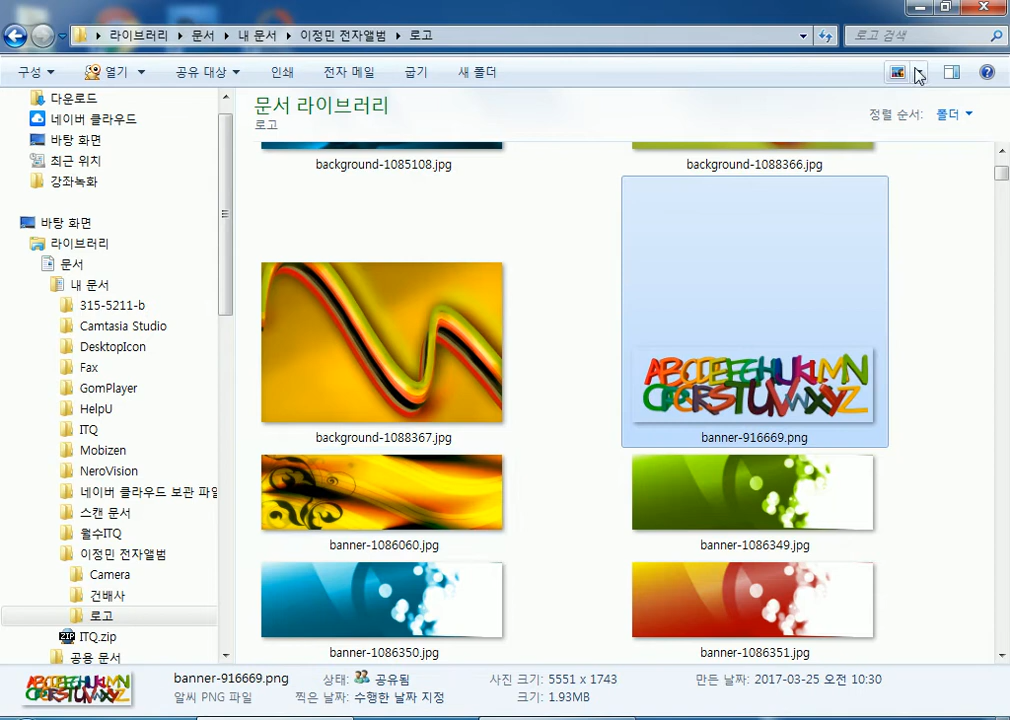 라이브러리 ▸ 문서 ▸ 내 문서 ▸ 이정민 전자앨범 ▸ 로고
로고 검색
구성 열기 공유 대상 인쇄 전자 메일 굽기 새 폴더
다운로드
네이버 클라우드
바탕 화면
최근 위치
강좌녹화
바탕 화면
라이브러리
문서
내 문서
315-5211-b
Camtasia Studio
DesktopIcon
Fax
GomPlayer
HelpU
ITQ
Mobizen
NeroVision
네이버 클라우드 보관 파일
스캔 문서
월수ITQ
이정민 전자앨범
Camera
건배사
로고
ITQ.zip
공용 문서
문서 라이브러리
로고
정렬 순서: 폴더
background-1085108.jpg
background-1088366.jpg
background-1088367.jpg
ABCDEFGHIJKLMN
OPQRSTUVWXYZ
banner-916669.png
banner-1086060.jpg
banner-1086349.jpg
banner-1086350.jpg
banner-1086351.jpg
banner-916669.png 상태: 공유됨 사진 크기: 5551 x 1743 만든 날짜: 2017-03-25 오전 10:30
알씨 PNG 파일 찍은 날짜: 수행한 날짜 지정 크기: 1.93MB